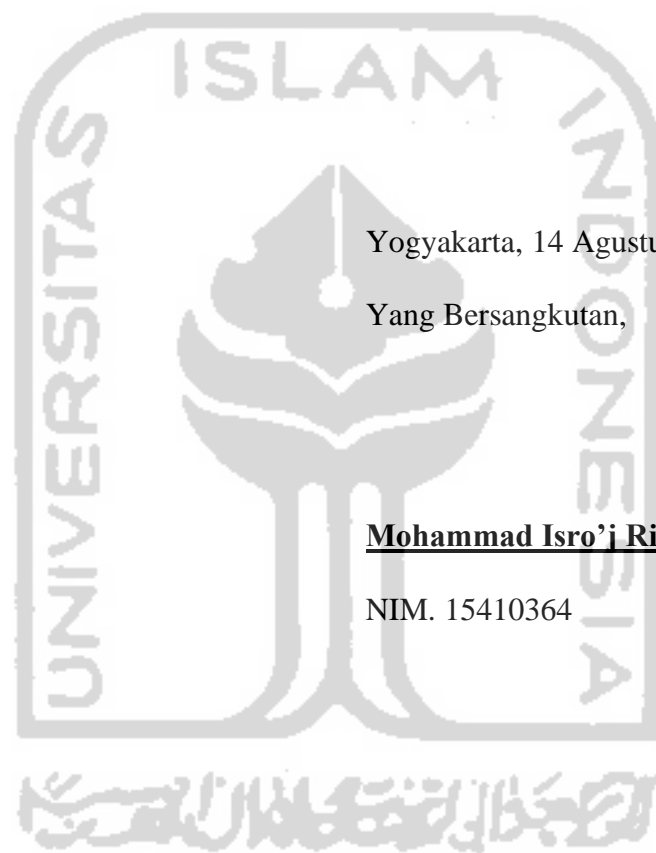 ISLAM
UNIVERSITAS
INDONESIA
Yogyakarta, 14 Agustu
Yang Bersangkutan,
Mohammad Isro’j Ri
NIM. 15410364